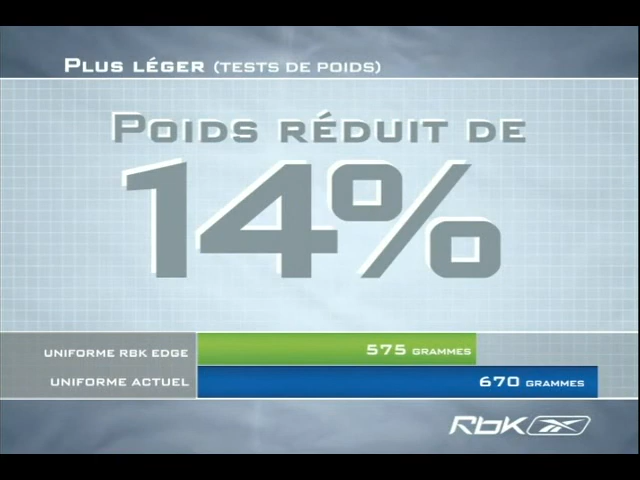 PLUS LÉGER (TESTS DE POIDS)
POIDS RÉDUIT DE
14%
UNIFORME RBK EDGE 575 GRAMMES
UNIFORME ACTUEL 670 GRAMMES
RbK